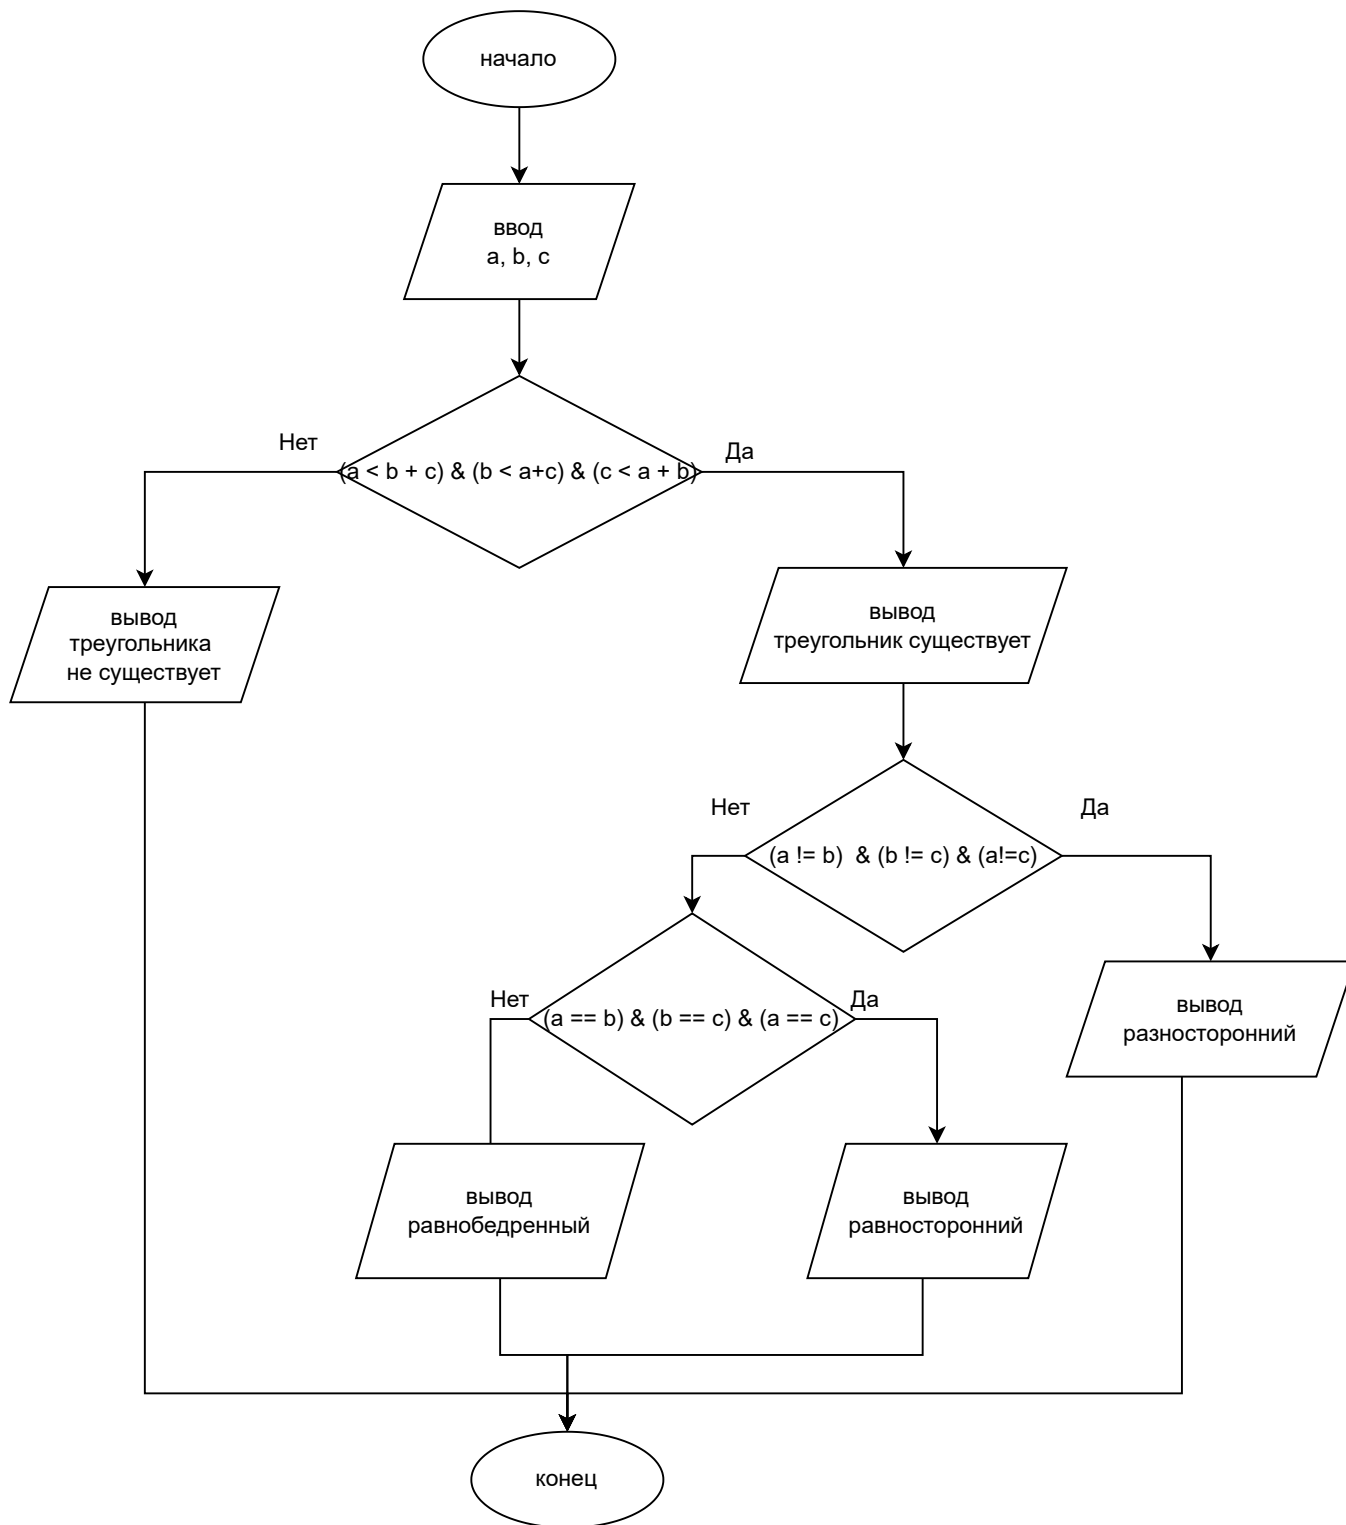 начало
ввод
a, b, c
Нет
(a < b + c) & (b < a+c) & (c < a + b)
Да
вывод
треугольника
не существует
вывод
треугольник существует
Нет
Да
(a != b)  & (b != c) & (a!=c)
Нет
(a == b) & (b == c) & (a == c)
Да
вывод
разносторонний
вывод
равнобедренный
вывод
равносторонний
конец